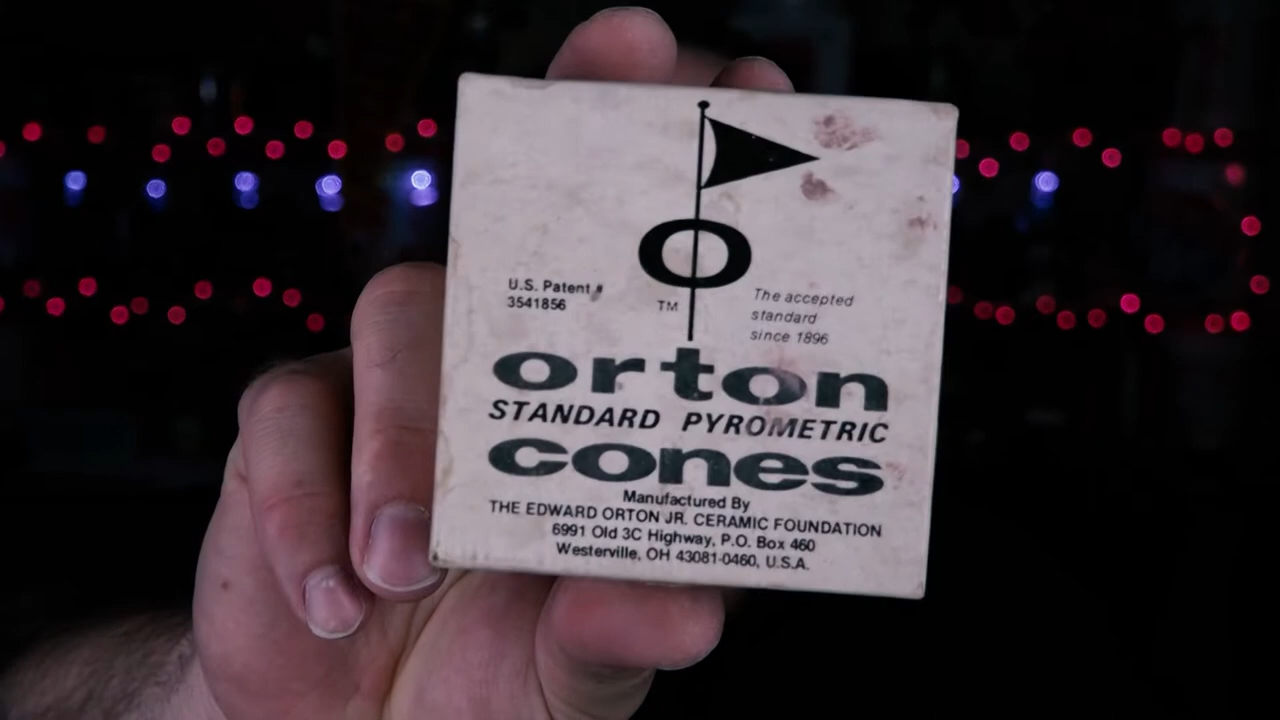 O
U.S. Patent #
3541856
TM
The accepted
standard
since 1896
orton
STANDARD PYROMETRIC
cones
Manufactured By
THE EDWARD ORTON JR. CERAMIC FOUNDATION
6991 Old 3C Highway, P.O. Box 460
Westerville, OH 43081-0460, U.S.A.